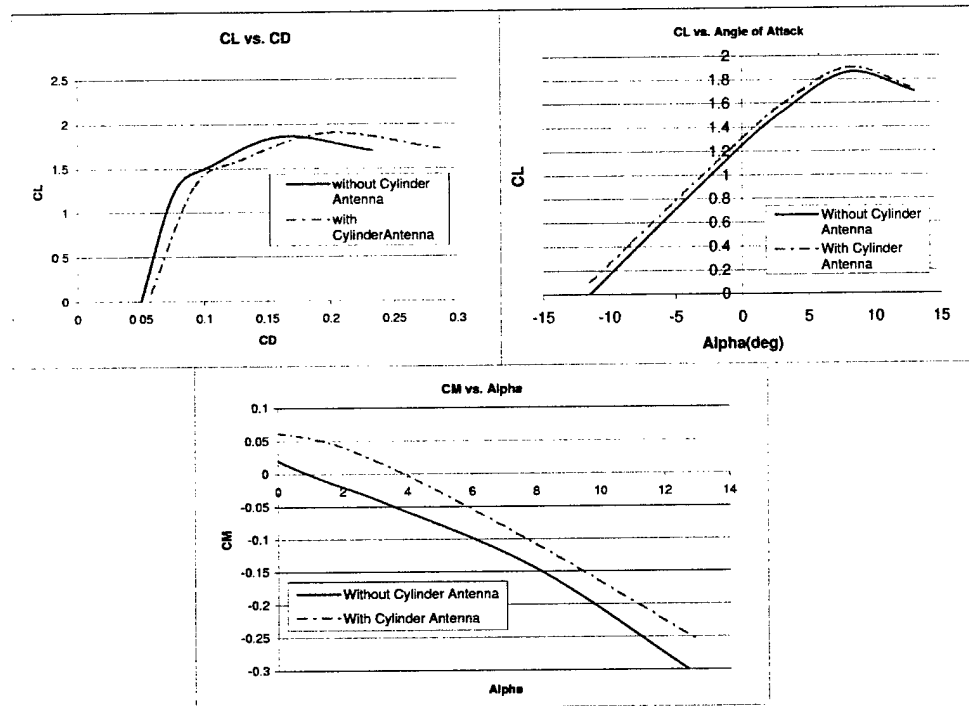 CL vs. CD
2.5
2
1.5
1
0 5
0
CL
0
0 05
0.1
0.15
0.2
0.25
0.3
CD
without Cylinder
Antenna
with
CylinderAntenna
CL vs. Angle of Attack
2
1.8
1.6
1.4
1.2
1
0.8
0.6
0.4
0.2
0
CL
-15
-10
-5
0
5
10
15
Alpha(deg)
Without Cylinder
Antenna
With Cylinder
Antenna
CM vs. Alpha
0.1
0.05
0
-0.05
-0.1
-0.15
-0.2
-0.25
-0.3
CM
0
2
4
6
8
10
12
14
Without Cylinder Antenna
With Cylinder Antenna
Alpha